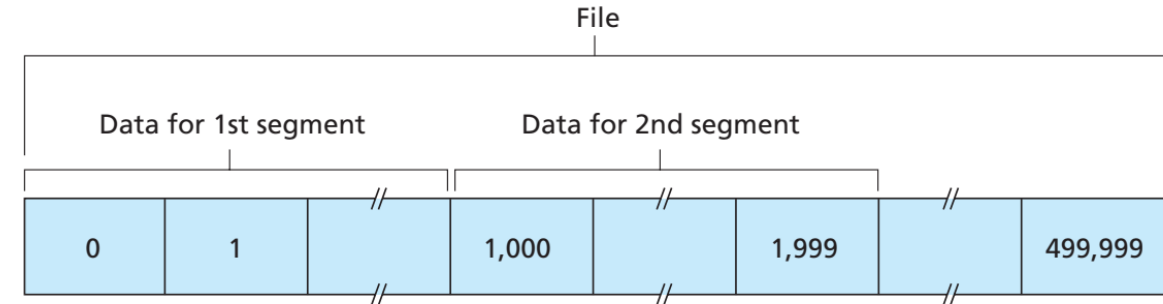 File
Data for 1st segment Data for 2nd segment
0 1 1,000 1,999 499,999